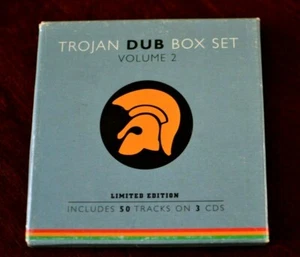 TROJAN DUB BOX SET
VOLUME 2
LIMITED EDITION
INCLUDES 50 TRACKS ON 3 CDS